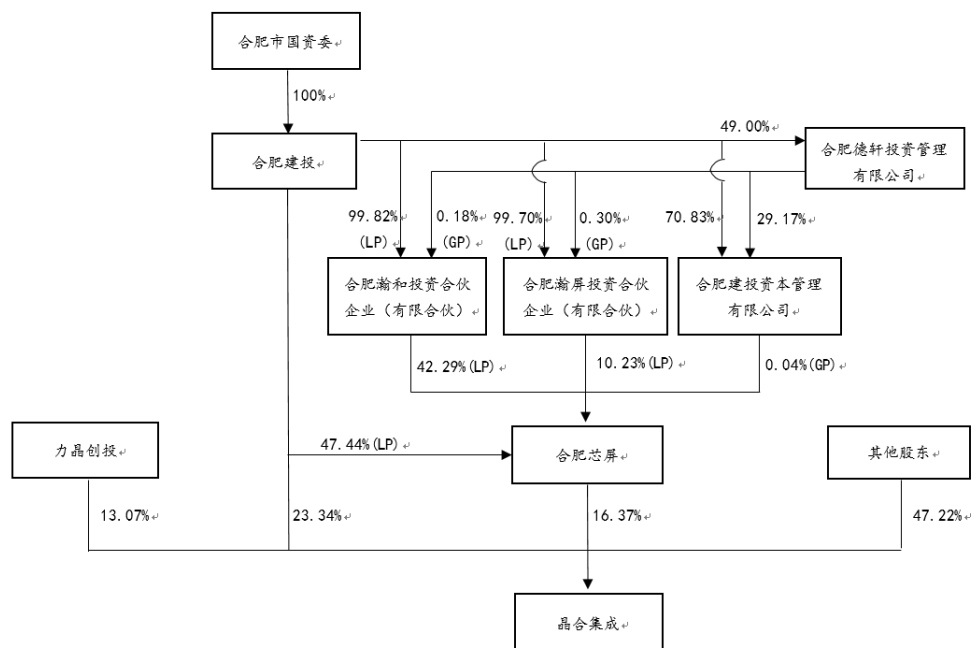 合肥市国资委
100%
49.00%
合肥建投
合肥德轩投资管理
有限公司
99.82%
(LP)
0.18%
(GP)
99.70%
(LP)
0.30%
(GP)
70.83%
29.17%
合肥瀚和投资合伙
企业（有限合伙）
合肥瀚屏投资合伙
企业（有限合伙）
合肥建投资本管理
有限公司
42.29%(LP)
10.23%(LP)
0.04%(GP)
力晶创投
47.44%(LP)
合肥芯屏
其他股东
13.07%
23.34%
16.37%
47.22%
晶合集成